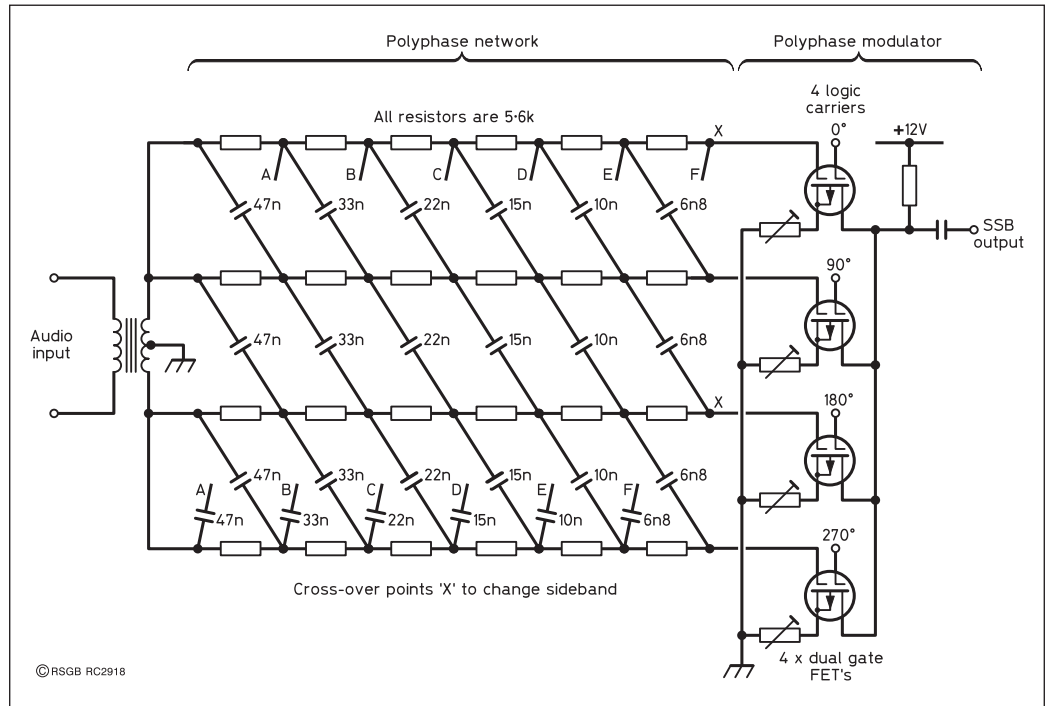 Polyphase network
Polyphase modulator
4 logic
carriers
All resistors are 5·6k
X
0°
+12V
A
B
C
D
E
F
47n
33n
22n
15n
10n
6n8
SSB
output
90°
Audio
input
47n
33n
22n
15n
10n
6n8
X
180°
47n
33n
22n
15n
10n
6n8
A
B
C
D
E
F
47n
33n
22n
15n
10n
6n8
270°
Cross-over points 'X' to change sideband
4 x dual gate
FET's
©RSGB RC2918